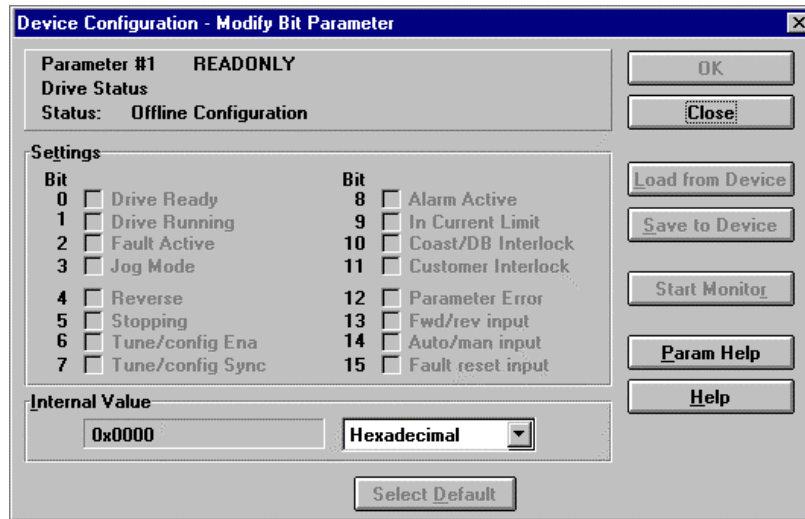 Device Configuration - Modify Bit Parameter
Parameter #1 READONLY
Drive Status
Status: Offline Configuration
OK
Close
Settings
Bit
0 Drive Ready
1 Drive Running
2 Fault Active
3 Jog Mode
4 Reverse
5 Stopping
6 Tune/config Ena
7 Tune/config Sync
Bit
8 Alarm Active
9 In Current Limit
10 Coast/DB Interlock
11 Customer Interlock
12 Parameter Error
13 Fwd/rev input
14 Auto/man input
15 Fault reset input
Load from Device
Save to Device
Start Monitor
Param Help
Help
Internal Value
0x0000
Hexadecimal
Select Default